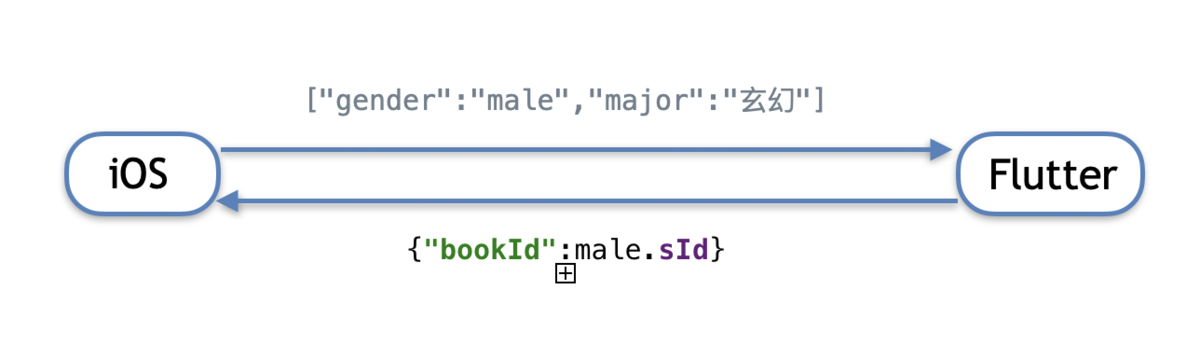 ["gender":"male","major":"玄幻"]
iOS
Flutter
{"bookId":male.sId}